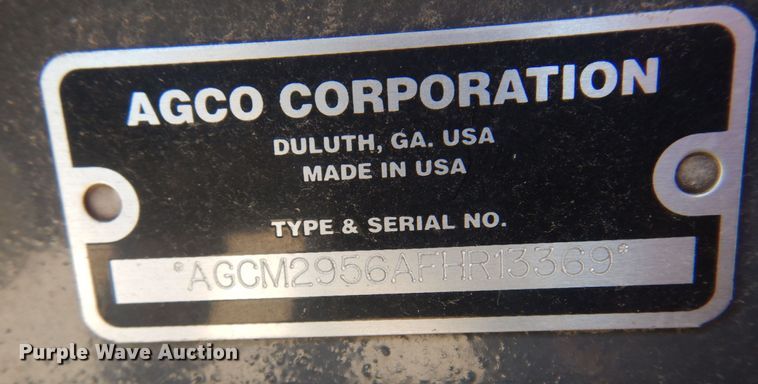 AGCO CORPORATION
DULUTH, GA. USA
MADE IN USA
TYPE & SERIAL NO.
*AGCM2956AFHR13369*
Purple Wave Auction